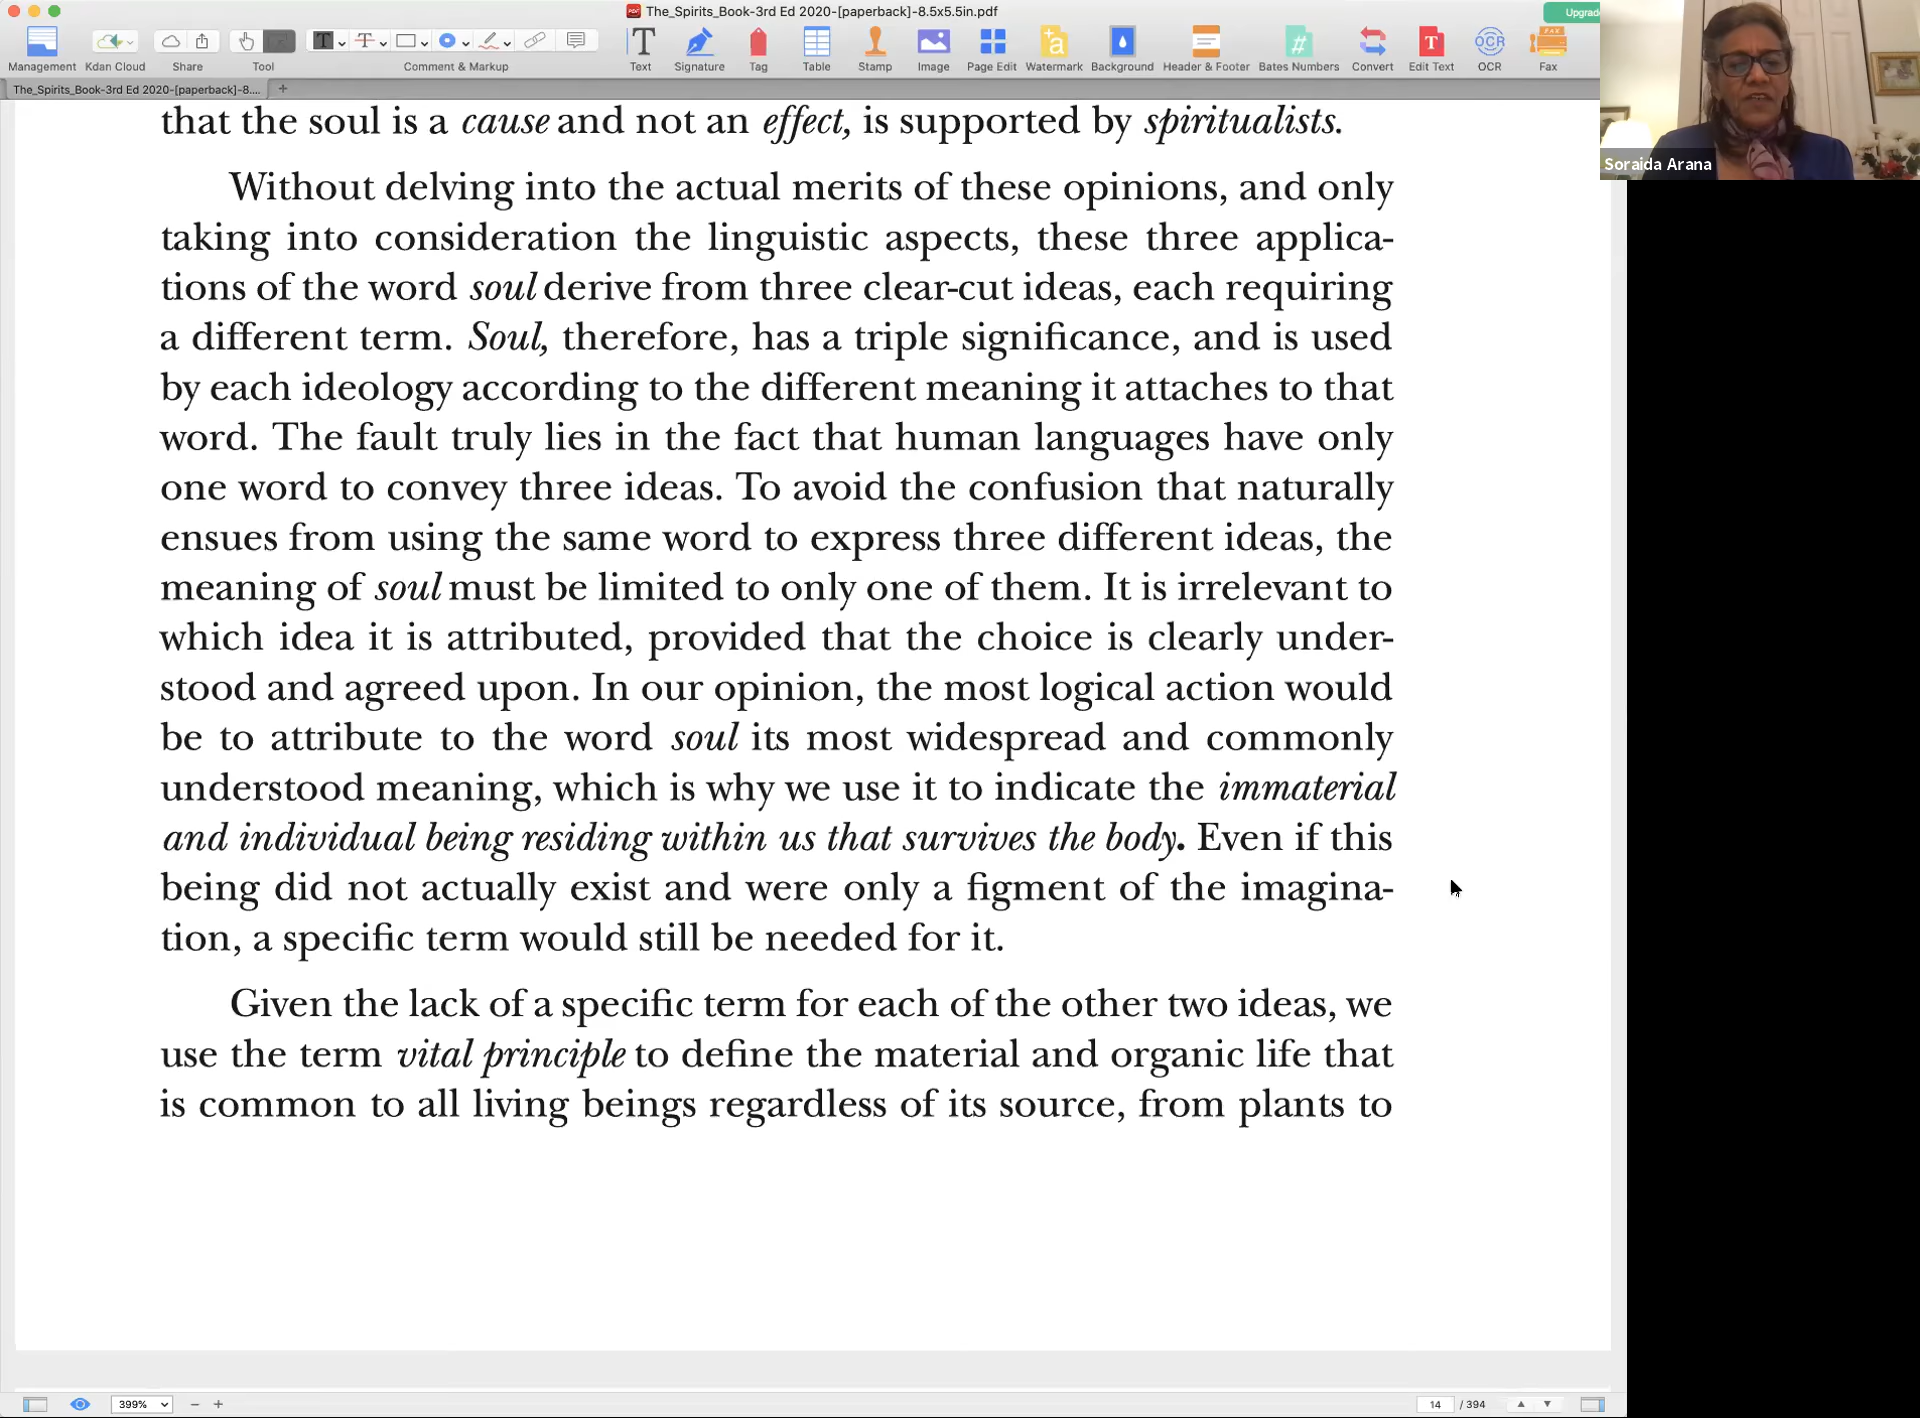 The_Spirits_Book-3rd Ed 2020-[paperback]-8.5x5.5in.pdf
Upgrade
Management Kdan Cloud Share Tool Comment & Markup Text Signature Tag Table Stamp Image Page Edit Watermark Background Header & Footer Bates Numbers Convert Edit Text OCR Fax
The_Spirits_Book-3rd Ed 2020-[paperback]-8....
Soraida Arana
that the soul is a cause and not an effect, is supported by spiritualists.
Without delving into the actual merits of these opinions, and only
taking into consideration the linguistic aspects, these three applica-
tions of the word soul derive from three clear-cut ideas, each requiring
a different term. Soul, therefore, has a triple significance, and is used
by each ideology according to the different meaning it attaches to that
word. The fault truly lies in the fact that human languages have only
one word to convey three ideas. To avoid the confusion that naturally
ensues from using the same word to express three different ideas, the
meaning of soul must be limited to only one of them. It is irrelevant to
which idea it is attributed, provided that the choice is clearly under-
stood and agreed upon. In our opinion, the most logical action would
be to attribute to the word soul its most widespread and commonly
understood meaning, which is why we use it to indicate the immaterial
and individual being residing within us that survives the body. Even if this
being did not actually exist and were only a figment of the imagina-
tion, a specific term would still be needed for it.
Given the lack of a specific term for each of the other two ideas, we
use the term vital principle to define the material and organic life that
is common to all living beings regardless of its source, from plants to
399% 14 / 394